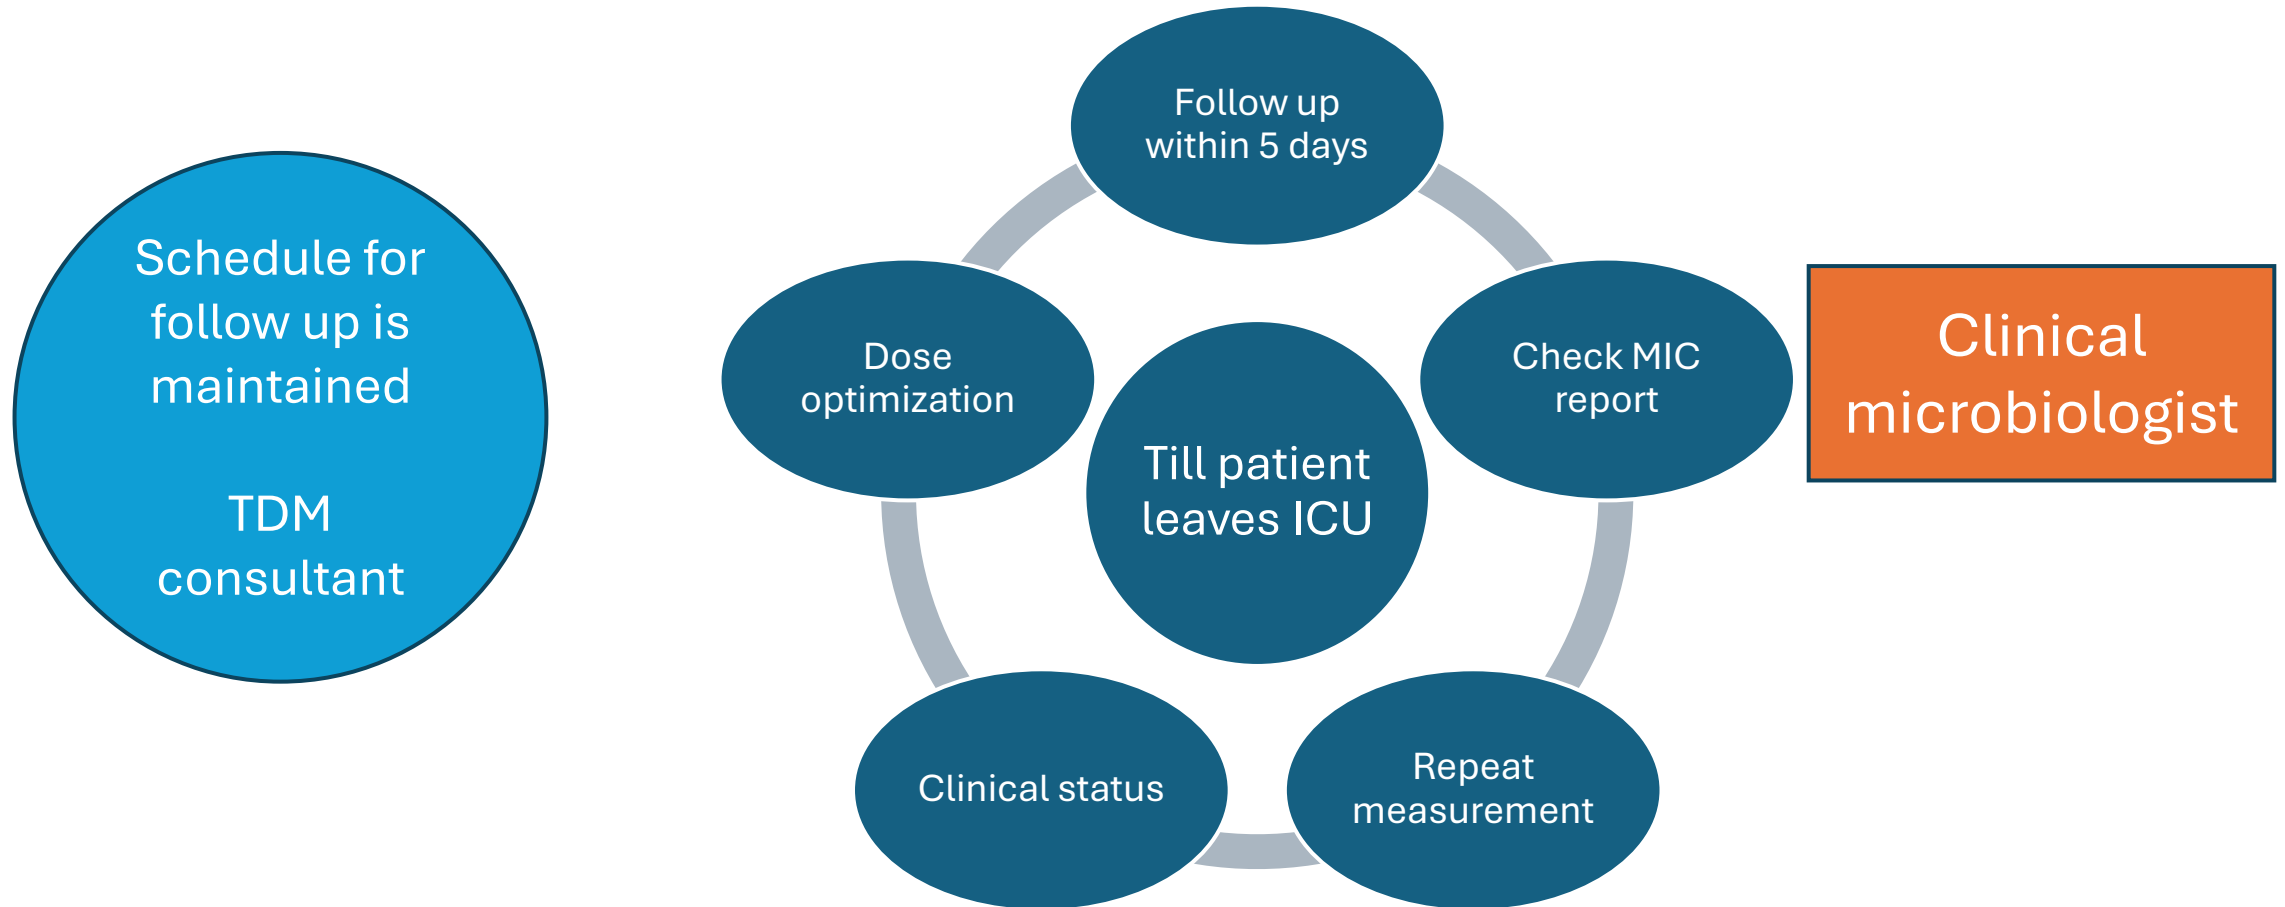 Schedule for
follow up is
maintained
TDM
consultant
Follow up
within 5 days
Check MIC
report
Repeat
measurement
Clinical status
Dose
optimization
Till patient
leaves ICU
Clinical
microbiologist